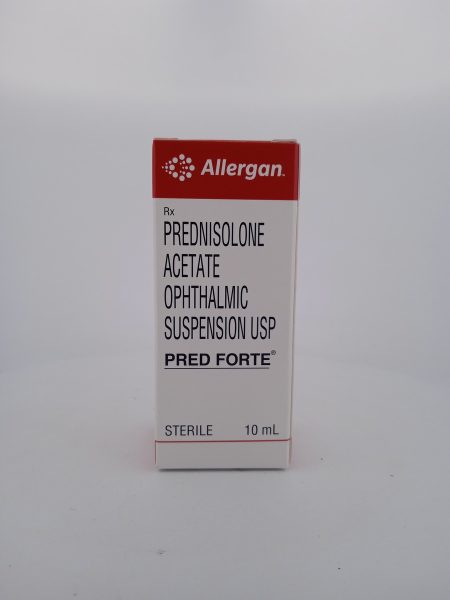 Allergan
Rx
PREDNISOLONE
ACETATE
OPHTHALMIC
SUSPENSION USP
PRED FORTE®
STERILE 10 mL